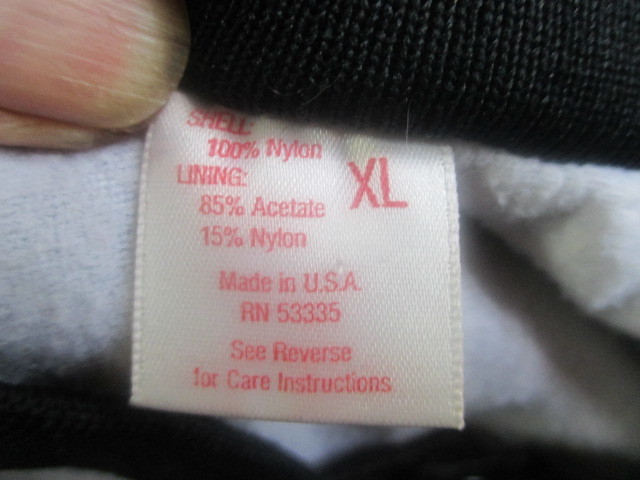 SHELL:
100% Nylon
LINING:
XL
85% Acetate
15% Nylon
Made in U.S.A.
RN 53335
See Reverse
for Care Instructions